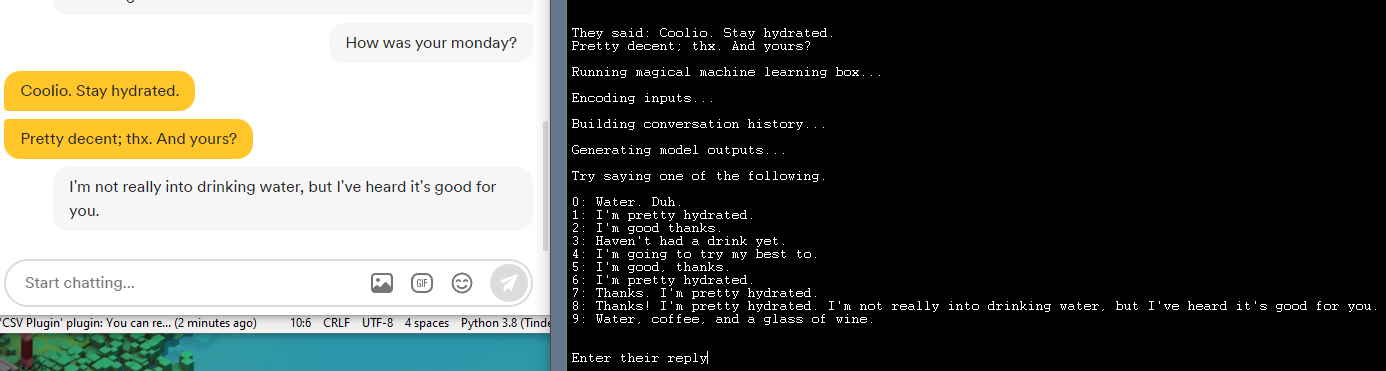 How was your monday?
Coolio. Stay hydrated.
Pretty decent; thx. And yours?
I'm not really into drinking water, but I've heard it's good for
you.
Start chatting...
GIF
'CSV Plugin' plugin: You can re... (2 minutes ago) 10:6 CRLF UTF-8 4 spaces Python 3.8 (Tinde
They said: Coolio. Stay hydrated.
Pretty decent; thx. And yours?
Running magical machine learning box...
Encoding inputs...
Building conversation history...
Generating model outputs...
Try saying one of the following.
0: Water. Duh.
1: I'm pretty hydrated.
2: I'm good thanks.
3: Haven't had a drink yet.
4: I'm going to try my best to.
5: I'm good, thanks.
6: I'm pretty hydrated.
7: Thanks. I'm pretty hydrated.
8: Thanks! I'm pretty hydrated. I'm not really into drinking water, but I've heard it's good for you.
9: Water, coffee, and a glass of wine.
Enter their reply